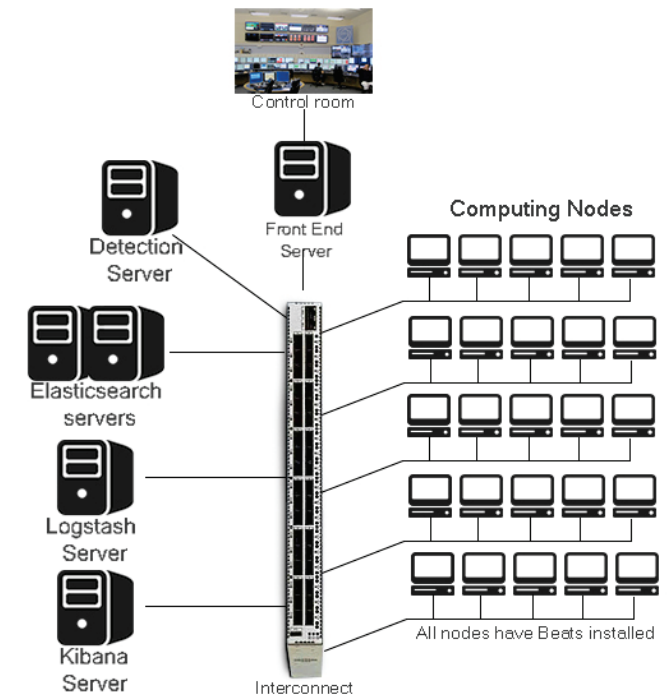 Control room
Front End
Server
Detection
Server
Computing Nodes
Elasticsearch
servers
Logstash
Server
Kibana
Server
All nodes have Beats installed
Interconnect